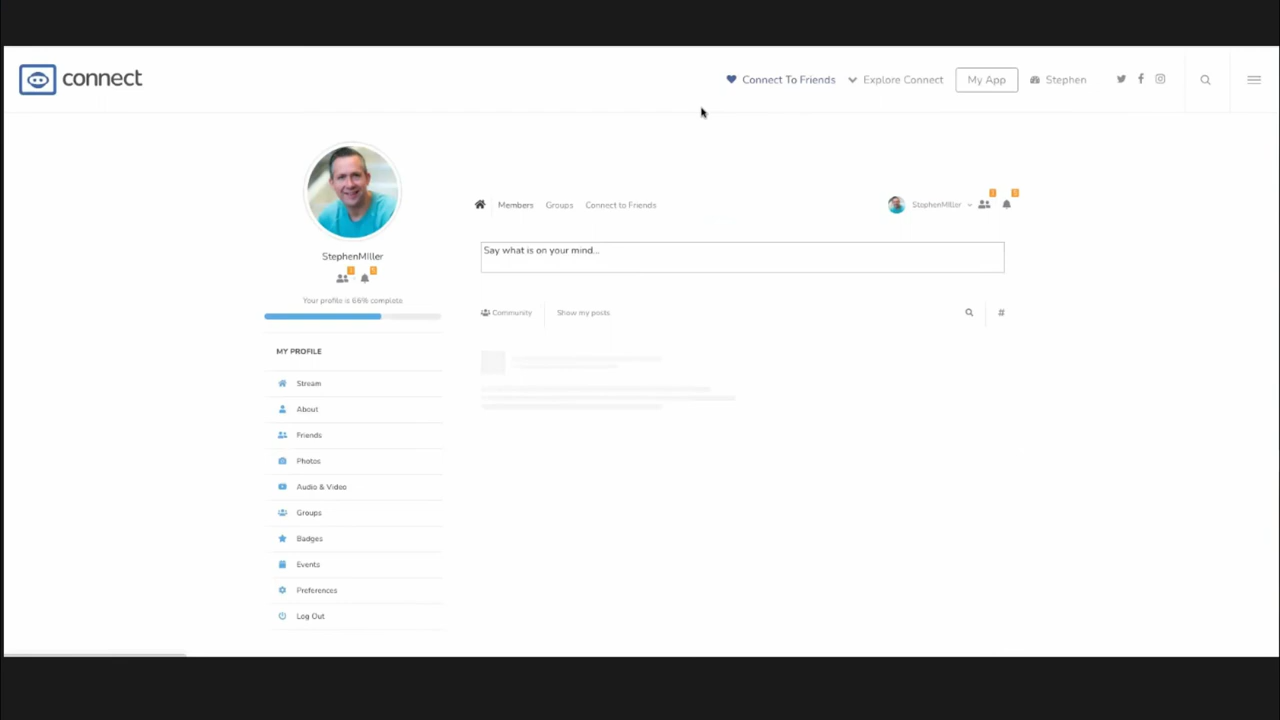 connect
Connect To Friends Explore Connect My App Stephen
Members Groups Connect to Friends
StephenMIller
Say what is on your mind...
StephenMIller
Your profile is 66% complete
Community Show my posts #
MY PROFILE
Stream
About
Friends
Photos
Audio & Video
Groups
Badges
Events
Preferences
Log Out